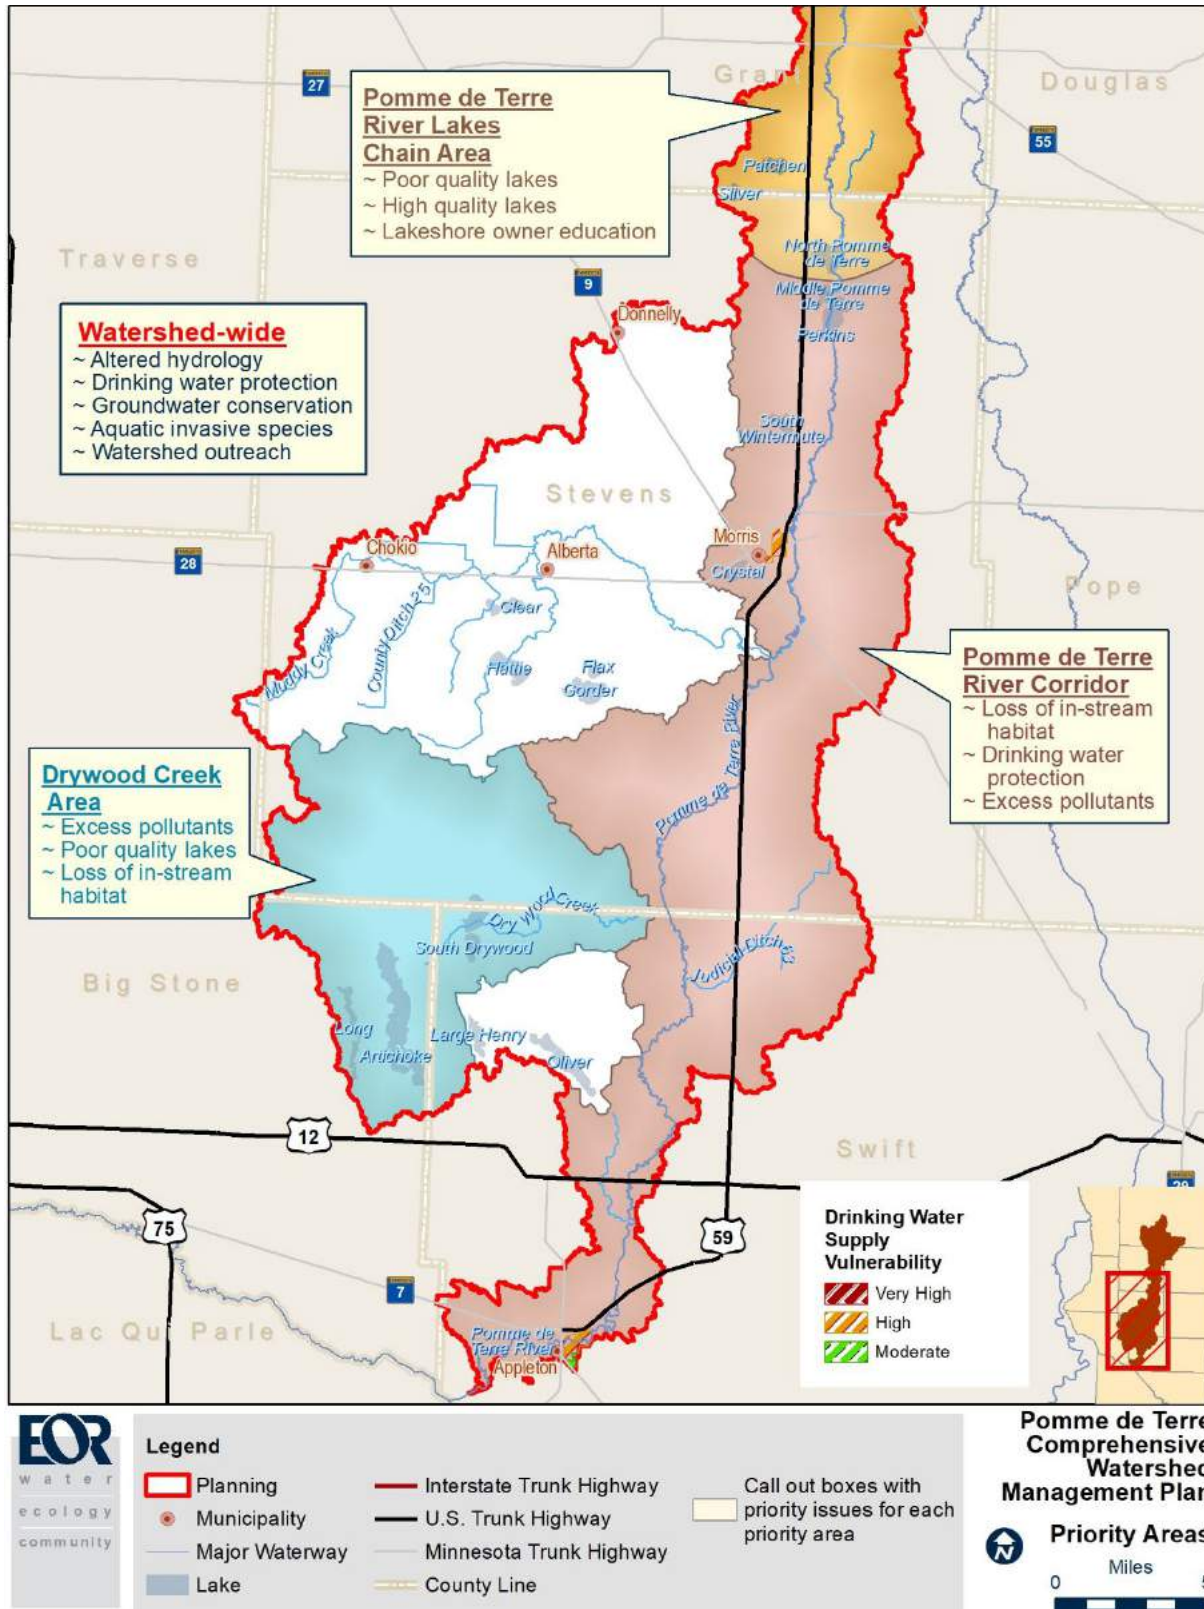 Grant
Douglas
27
55
Pomme de Terre
River Lakes
Chain Area
~ Poor quality lakes
~ High quality lakes
~ Lakeshore owner education
Patchen
Silver
Traverse
North Pomme
de Terre
9
Middle Pomme
de Terre
Donnelly
Perkins
Watershed-wide
~ Altered hydrology
~ Drinking water protection
~ Groundwater conservation
~ Aquatic invasive species
~ Watershed outreach
South
Wintermute
Stevens
Morris
Chokio
Alberta
28
Crystal
Pope
Clear
County Ditch 25
Muddy Creek
Hattie
Flax
Gorder
Pomme de Terre
River Corridor
~ Loss of in-stream
habitat
~ Drinking water
protection
~ Excess pollutants
Pomme de Terre River
Drywood Creek
Area
~ Excess pollutants
~ Poor quality lakes
~ Loss of in-stream
habitat
Dry Wood Creek
South Drywood
Judicial Ditch
Big Stone
Long
Artichoke
Large Henry
Oliver
12
Swift
29
75
59
7
Lac Qui Parle
Pomme de
Terre River
Appleton
Drinking Water
Supply
Vulnerability
Very High
High
Moderate
EOR
water
ecology
community
Legend
Planning
Municipality
Major Waterway
Lake
Interstate Trunk Highway
U.S. Trunk Highway
Minnesota Trunk Highway
County Line
Call out boxes with
priority issues for each
priority area
Pomme de Terre
Comprehensive
Watershed
Management Plan
N
Priority Areas
Miles
0 5